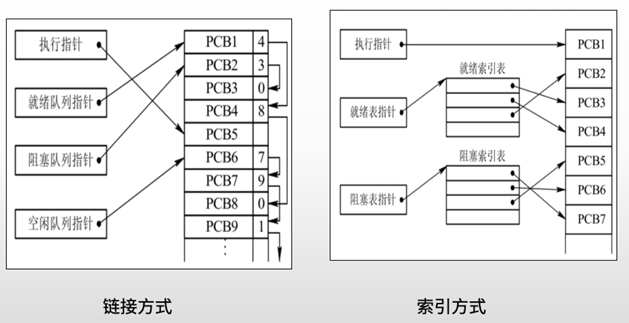 执行指针
就绪队列指针
阻塞队列指针
空闲队列指针
PCB1 4
PCB2 3
PCB3 0
PCB4 8
PCB5
PCB6 7
PCB7 9
PCB8 0
PCB9 1
链接方式
执行指针
就绪表指针
阻塞表指针
就绪索引表
阻塞索引表
PCB1
PCB2
PCB3
PCB4
PCB5
PCB6
PCB7
索引方式